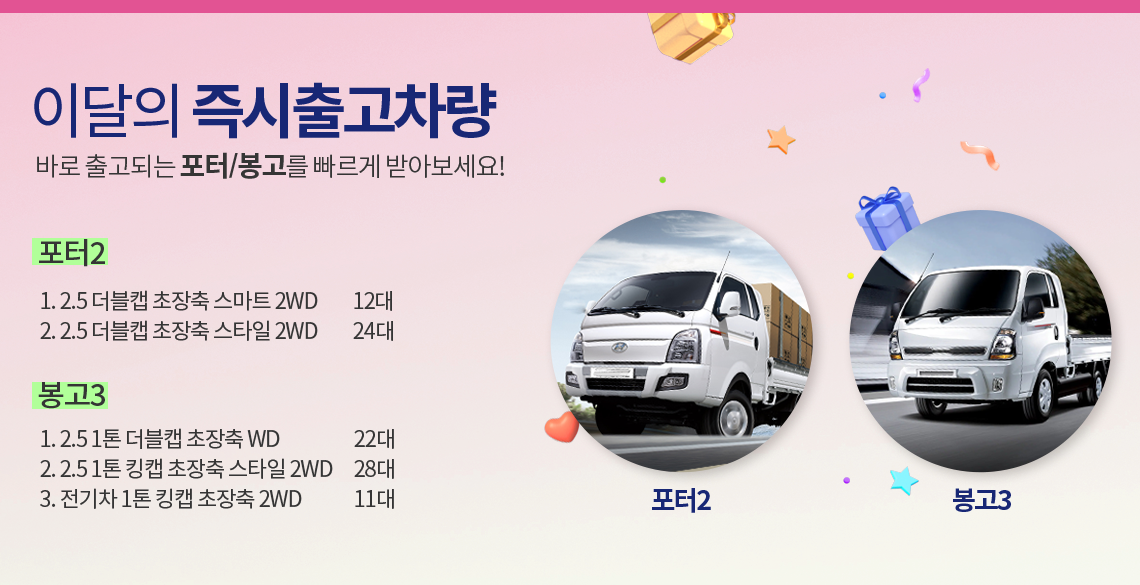 이달의 즉시출고차량
바로 출고되는 포터/봉고를 빠르게 받아보세요!
포터2
1. 2.5 더블캡 초장축 스마트 2WD 12대
2. 2.5 더블캡 초장축 스타일 2WD 24대
봉고3
1. 2.5 1톤 더블캡 초장축 WD 22대
2. 2.5 1톤 킹캡 초장축 스타일 2WD 28대
3. 전기차 1톤 킹캡 초장축 2WD 11대
포터2
봉고3